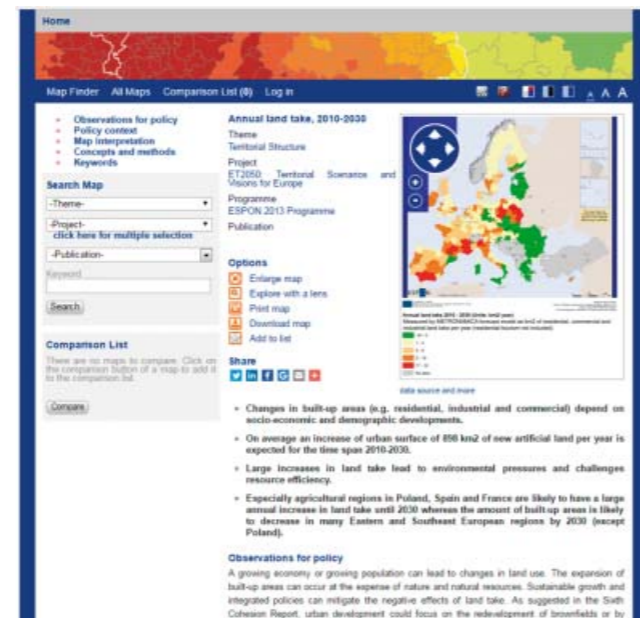 Home
Map Finder All Maps Comparison List (0) Log in
A A A
Observations for policy
Policy context
Map interpretation
Concepts and methods
Keywords
Search Map
-Theme-
-Project-
click here for multiple selection
-Publication-
Keyword
Search
Comparison List
There are no maps to compare. Click on
the comparison button of a map to add it
to the comparison list.
Compare
Annual land take, 2010-2030
Theme
Territorial Structure
Project
ET2050 Territorial Scenarios and
Visions for Europe
Programme
ESPON 2013 Programme
Publication
Options
Enlarge map
Explore with a lens
Print map
Download map
Add to list
Share
Annual land take 2010 - 2030 (Units: km2/ year)
data source and more
Changes in built-up areas (e.g. residential, industrial and commercial) depend on
socio-economic and demographic developments.
On average an increase of urban surface of 898 km2 of new artificial land per year is
expected for the time span 2010-2030.
Large increases in land take lead to environmental pressures and challenges
resource efficiency.
Especially agricultural regions in Poland, Spain and France are likely to have a large
annual increase in land take until 2030 whereas the amount of built-up areas is likely
to decrease in many Eastern and Southeast European regions by 2030 (except
Poland).
Observations for policy
A growing economy or growing population can lead to changes in land use. The expansion of
built-up areas can occur at the expense of nature and natural resources. Sustainable growth and
integrated policies can mitigate the negative effects of land take. As suggested in the Sixth
Cohesion Report, urban development could focus on the redevelopment of brownfields or by